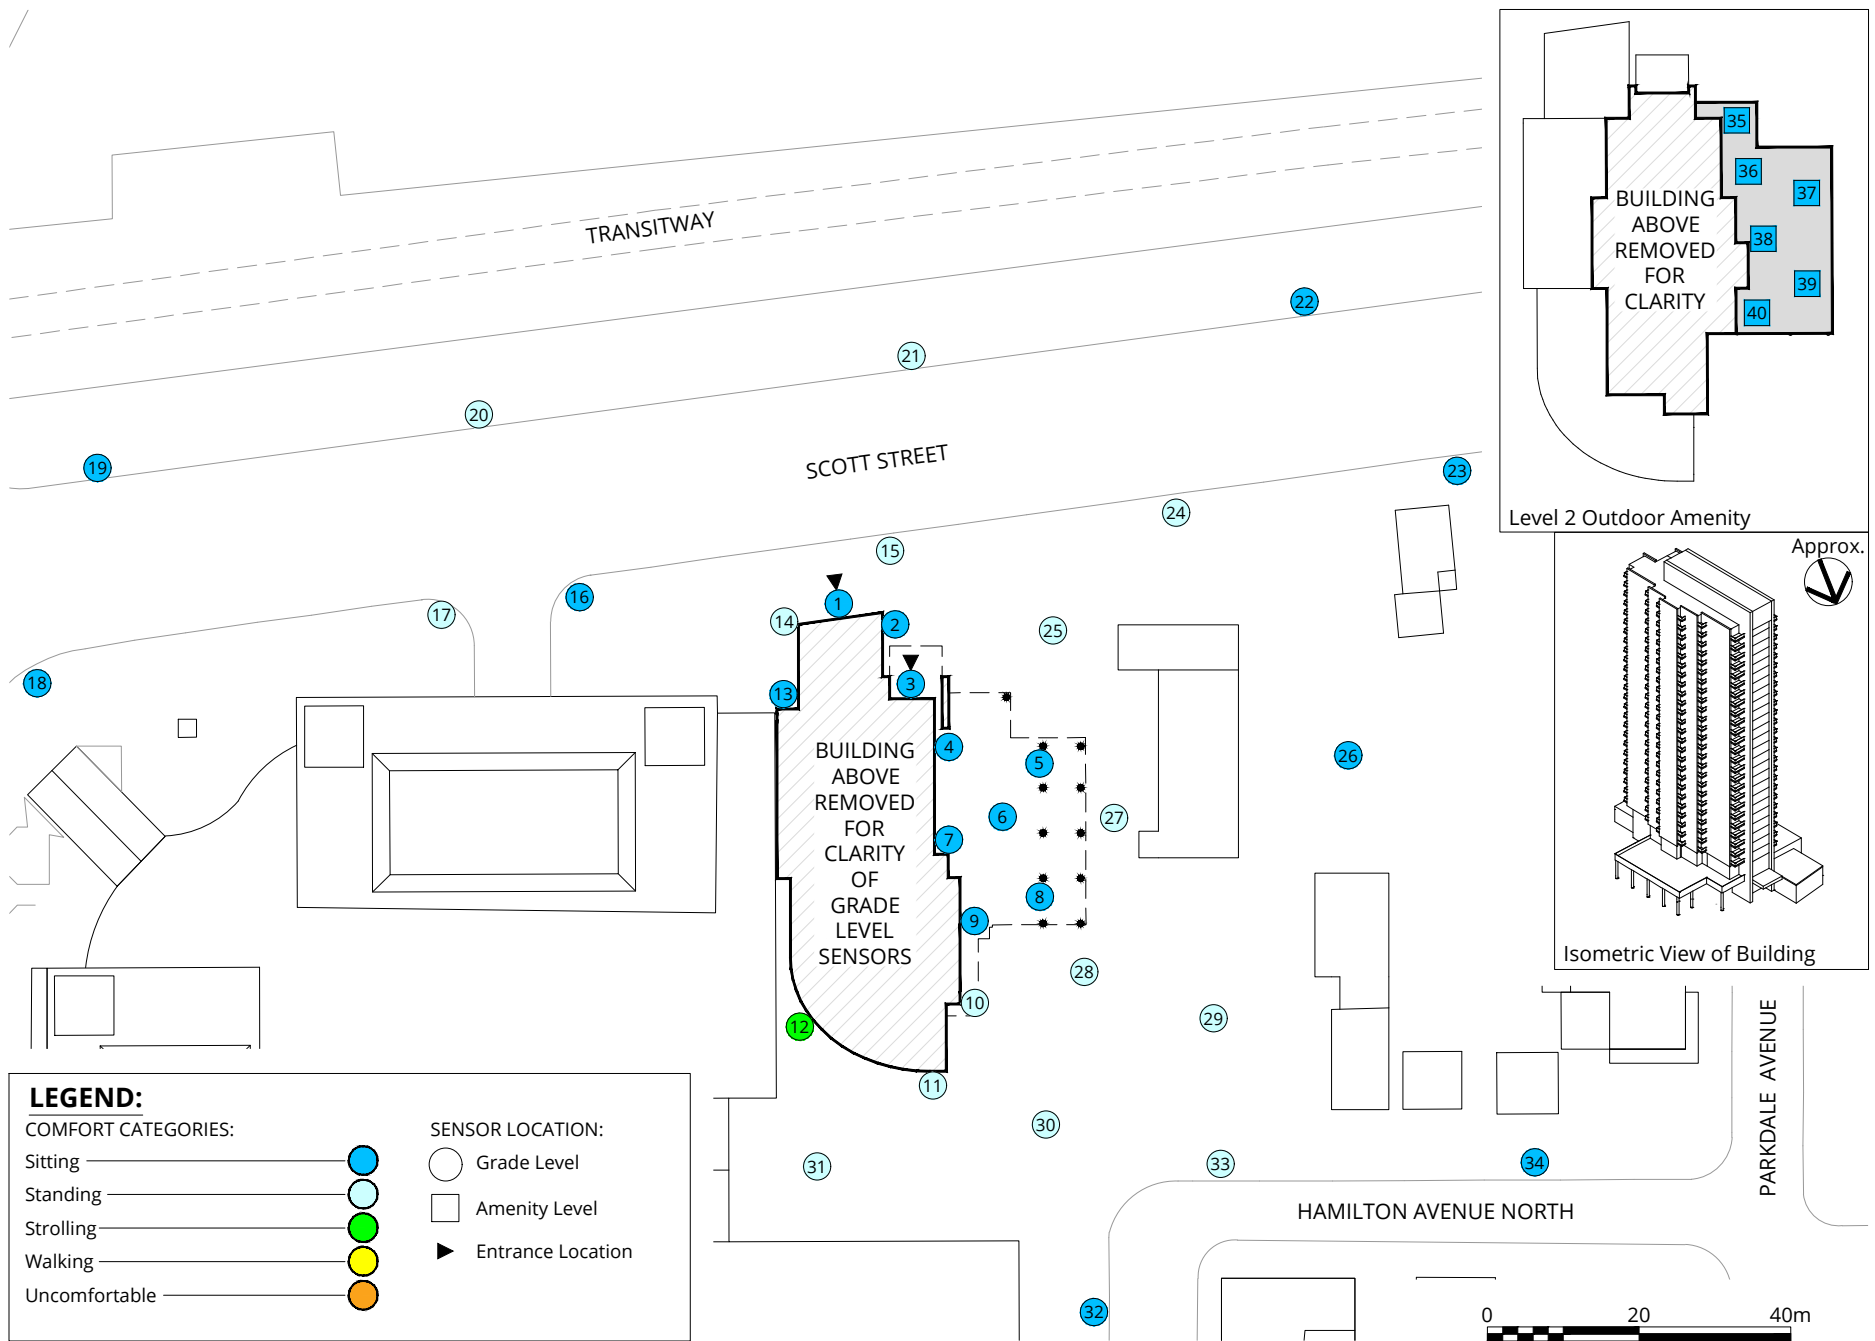 TRANSITWAY
SCOTT STREET
22
21
20
19
23
24
15
16
17
18
1
14
2
25
3
13
4
5
26
6
27
7
8
9
28
10
29
12
11
30
31
33
34
32
BUILDING
ABOVE
REMOVED
FOR
CLARITY
OF
GRADE
LEVEL
SENSORS
HAMILTON AVENUE NORTH
PARKDALE AVENUE
35
36
37
38
39
40
BUILDING
ABOVE
REMOVED
FOR
CLARITY
Level 2 Outdoor Amenity
Approx.
Isometric View of Building
LEGEND:
COMFORT CATEGORIES:
Sitting
Standing
Strolling
Walking
Uncomfortable
SENSOR LOCATION:
Grade Level
Amenity Level
Entrance Location
0 20 40m